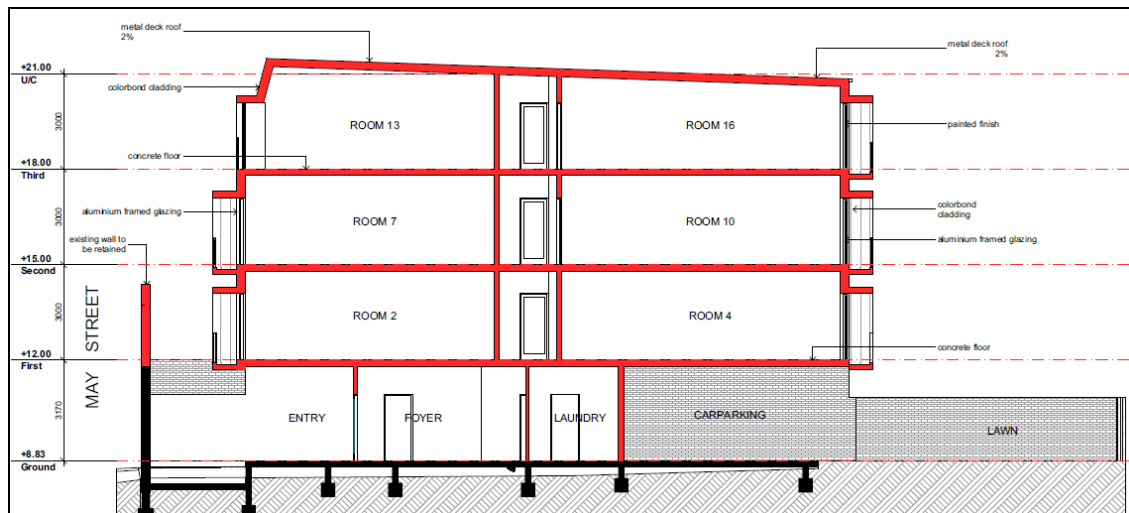 metal deck roof
2%
metal deck roof
2%
+21.00
U/C
colorbond cladding
3000
ROOM 13
ROOM 16
painted finish
concrete floor
+18.00
Third
aluminium framed glazing
3000
ROOM 7
ROOM 10
colorbond
cladding
aluminium framed glazing
existing wall to
be retained
+15.00
Second
3000
ROOM 2
ROOM 4
concrete floor
+12.00
First
MAY STREET
3170
ENTRY
FOYER
LAUNDRY
CARPARKING
LAWN
+8.83
Ground